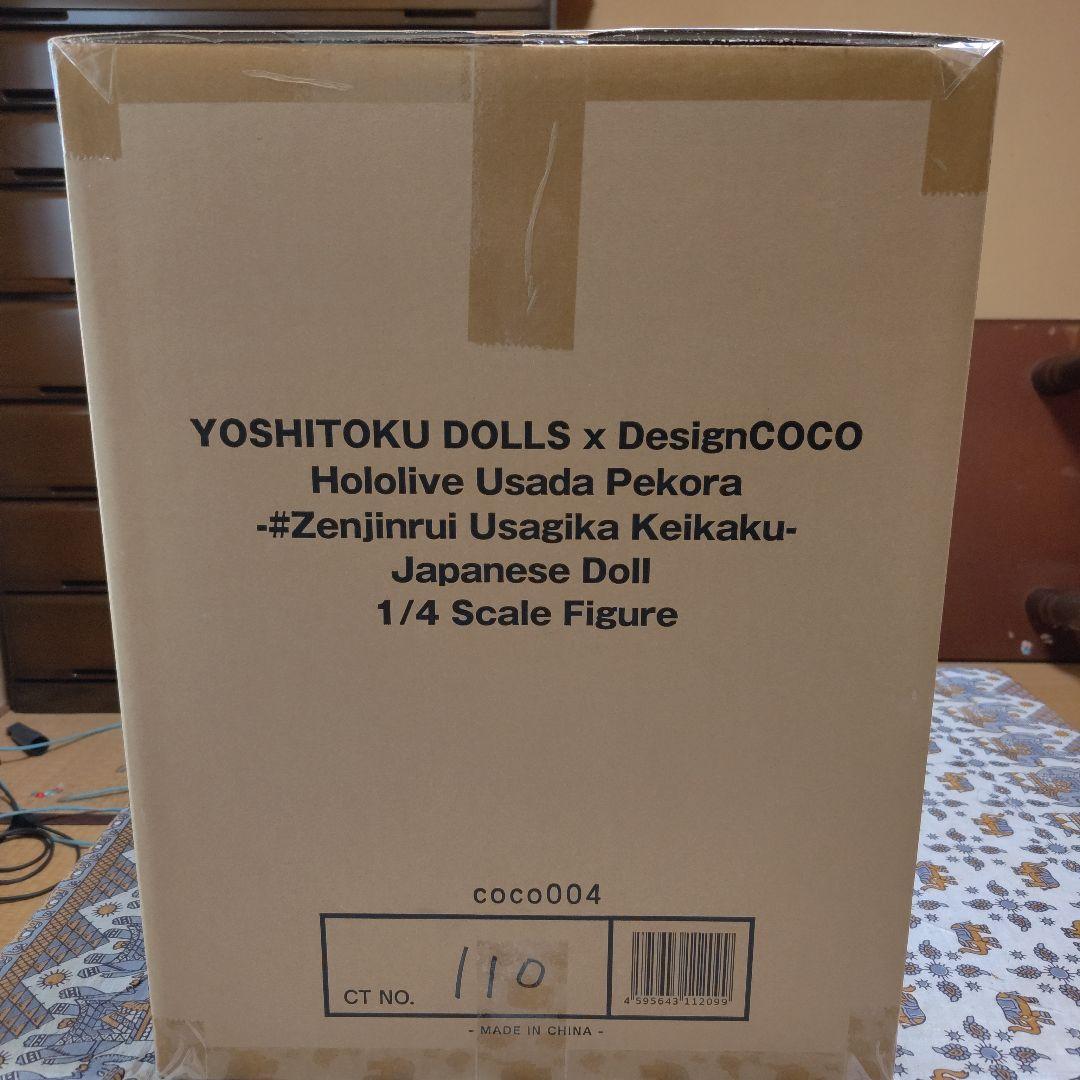 YOSHITOKU DOLLS x DesignCOCO
Hololive Usada Pekora
-#Zenjinrui Usagika Keikaku-
Japanese Doll
1/4 Scale Figure
coco004
CT NO. 110
4 595643 112099
- MADE IN CHINA -